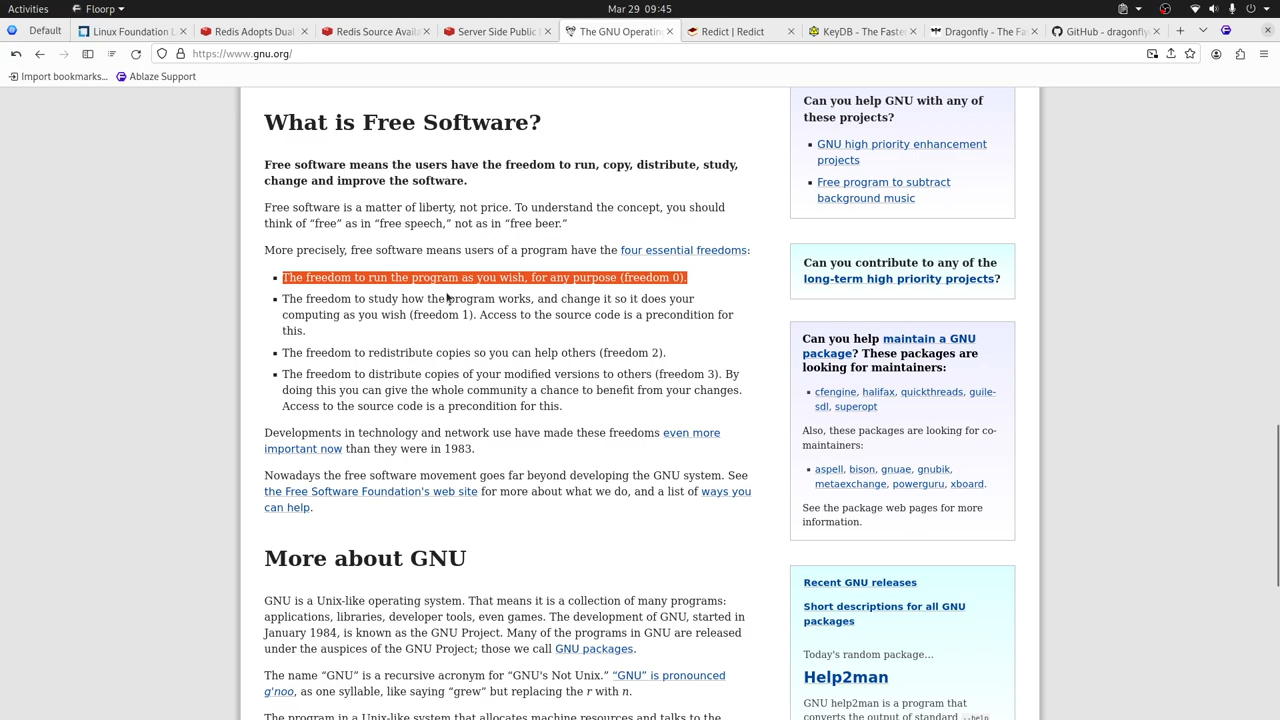 Activities
Floorp
Mar 29 09:45
Default
Linux Foundation L
Redis Adopts Dual
Redis Source Availa
Server Side Public
The GNU Operatin
Redict | Redict
KeyDB - The Faste
Dragonfly - The Fa
GitHub - dragonfly
https://www.gnu.org/
Import bookmarks...
Ablaze Support
What is Free Software?
Free software means the users have the freedom to run, copy, distribute, study,
change and improve the software.
Free software is a matter of liberty, not price. To understand the concept, you should
think of “free” as in “free speech,” not as in “free beer.”
More precisely, free software means users of a program have the four essential freedoms:
The freedom to run the program as you wish, for any purpose (freedom 0).
The freedom to study how the program works, and change it so it does your
computing as you wish (freedom 1). Access to the source code is a precondition for
this.
The freedom to redistribute copies so you can help others (freedom 2).
The freedom to distribute copies of your modified versions to others (freedom 3). By
doing this you can give the whole community a chance to benefit from your changes.
Access to the source code is a precondition for this.
Developments in technology and network use have made these freedoms even more
important now than they were in 1983.
Nowadays the free software movement goes far beyond developing the GNU system. See
the Free Software Foundation's web site for more about what we do, and a list of ways you
can help.
More about GNU
GNU is a Unix-like operating system. That means it is a collection of many programs:
applications, libraries, developer tools, even games. The development of GNU, started in
January 1984, is known as the GNU Project. Many of the programs in GNU are released
under the auspices of the GNU Project; those we call GNU packages.
The name “GNU” is a recursive acronym for “GNU's Not Unix.” “GNU” is pronounced
g'noo, as one syllable, like saying “grew” but replacing the r with n.
The program in a Unix-like system that allocates machine resources and talks to the
Can you help GNU with any of
these projects?
GNU high priority enhancement
projects
Free program to subtract
background music
Can you contribute to any of the
long-term high priority projects?
Can you help maintain a GNU
package? These packages are
looking for maintainers:
cfengine, halifax, quickthreads, guile-
sdl, superopt
Also, these packages are looking for co-
maintainers:
aspell, bison, gnuae, gnubik,
metaexchange, powerguru, xboard.
See the package web pages for more
information.
Recent GNU releases
Short descriptions for all GNU
packages
Today's random package…
Help2man
GNU help2man is a program that
converts the output of standard --help